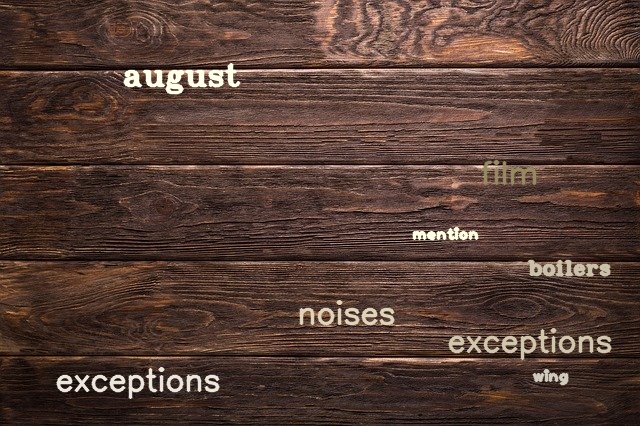 august
film
mention
boilers
noises
exceptions
wing
exceptions